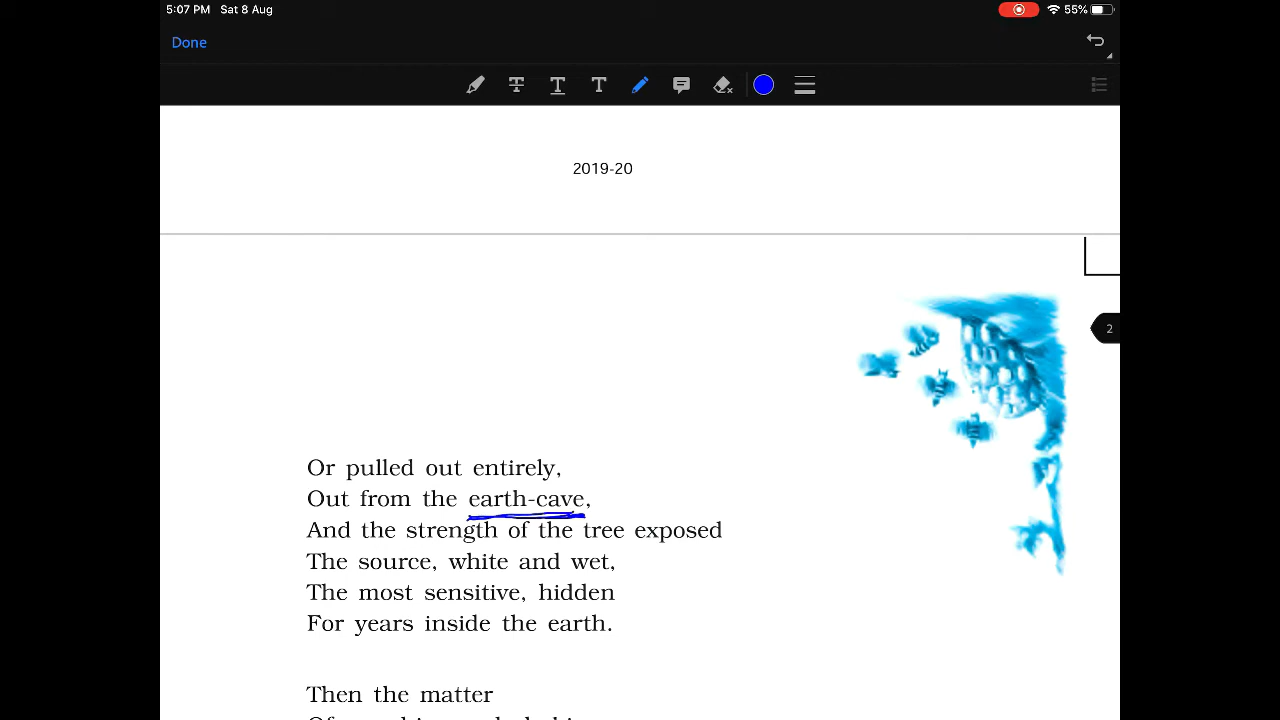 5:07 PM Sat 8 Aug 55%
Done
T T T
2019-20
2
Or pulled out entirely,
Out from the earth-cave,
And the strength of the tree exposed
The source, white and wet,
The most sensitive, hidden
For years inside the earth.
Then the matter